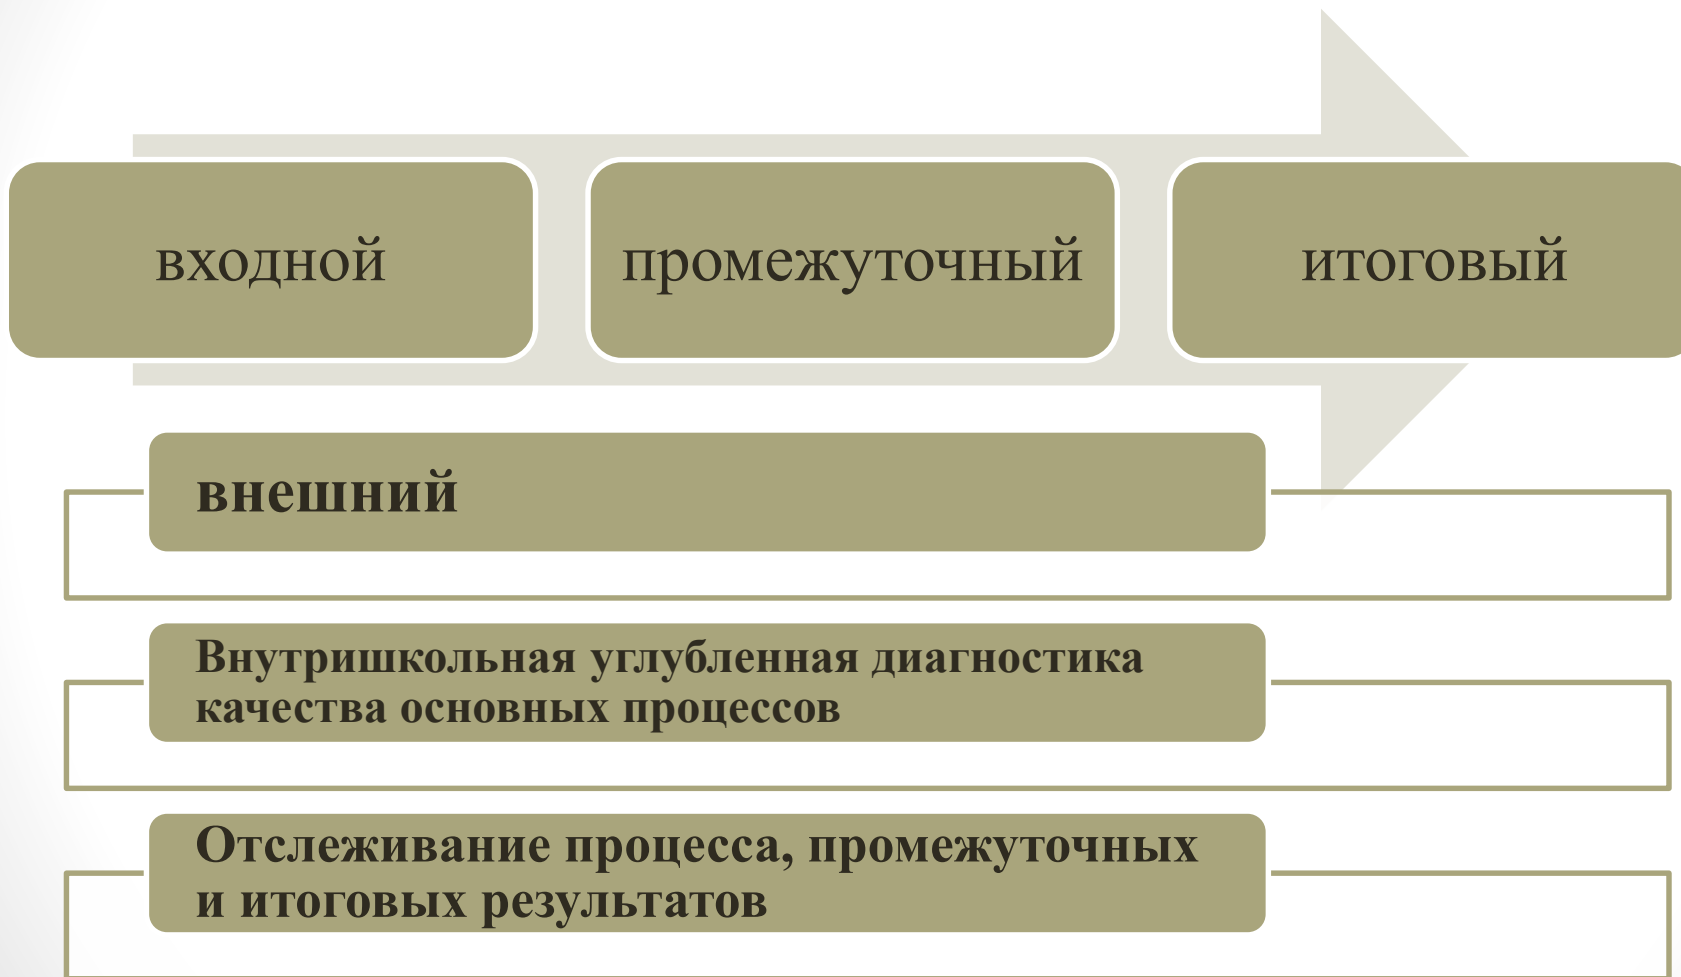 входной
промежуточный
итоговый
внешний
Внутришкольная углубленная диагностика
качества основных процессов
Отслеживание процесса, промежуточных
и итоговых результатов